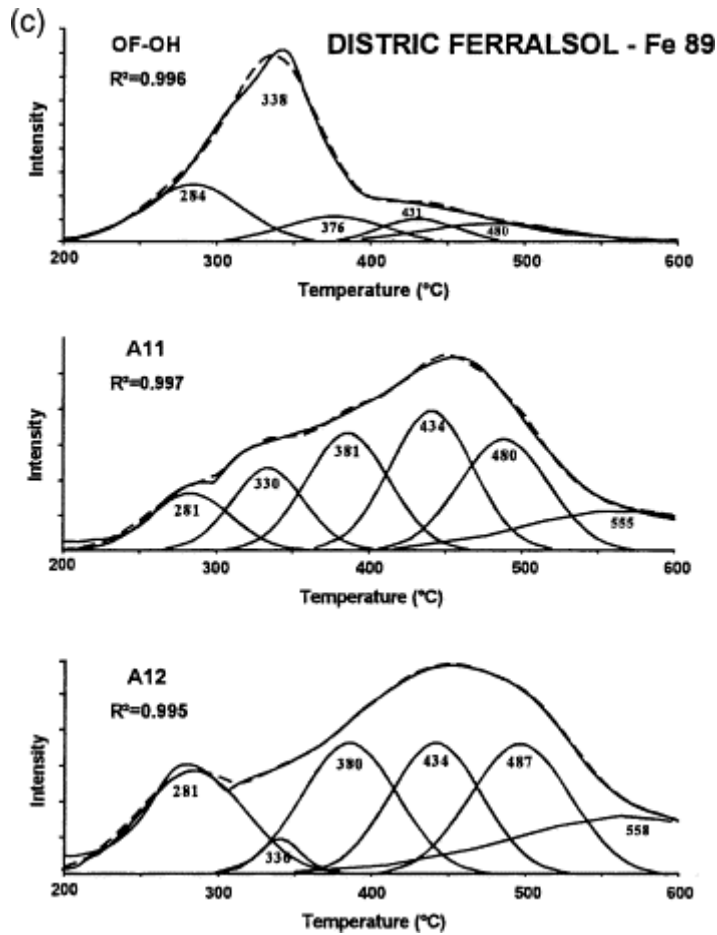 (c)
OF-OH
DISTRIC FERRALSOL - Fe 89
R²=0.996
Intensity
338
284
376
431
480
200 300 400 500 600
Temperature (°C)
A11
R²=0.997
Intensity
281
330
381
434
480
555
200 300 400 500 600
Temperature (°C)
A12
R²=0.995
Intensity
281
336
380
434
487
558
200 300 400 500 600
Temperature (°C)